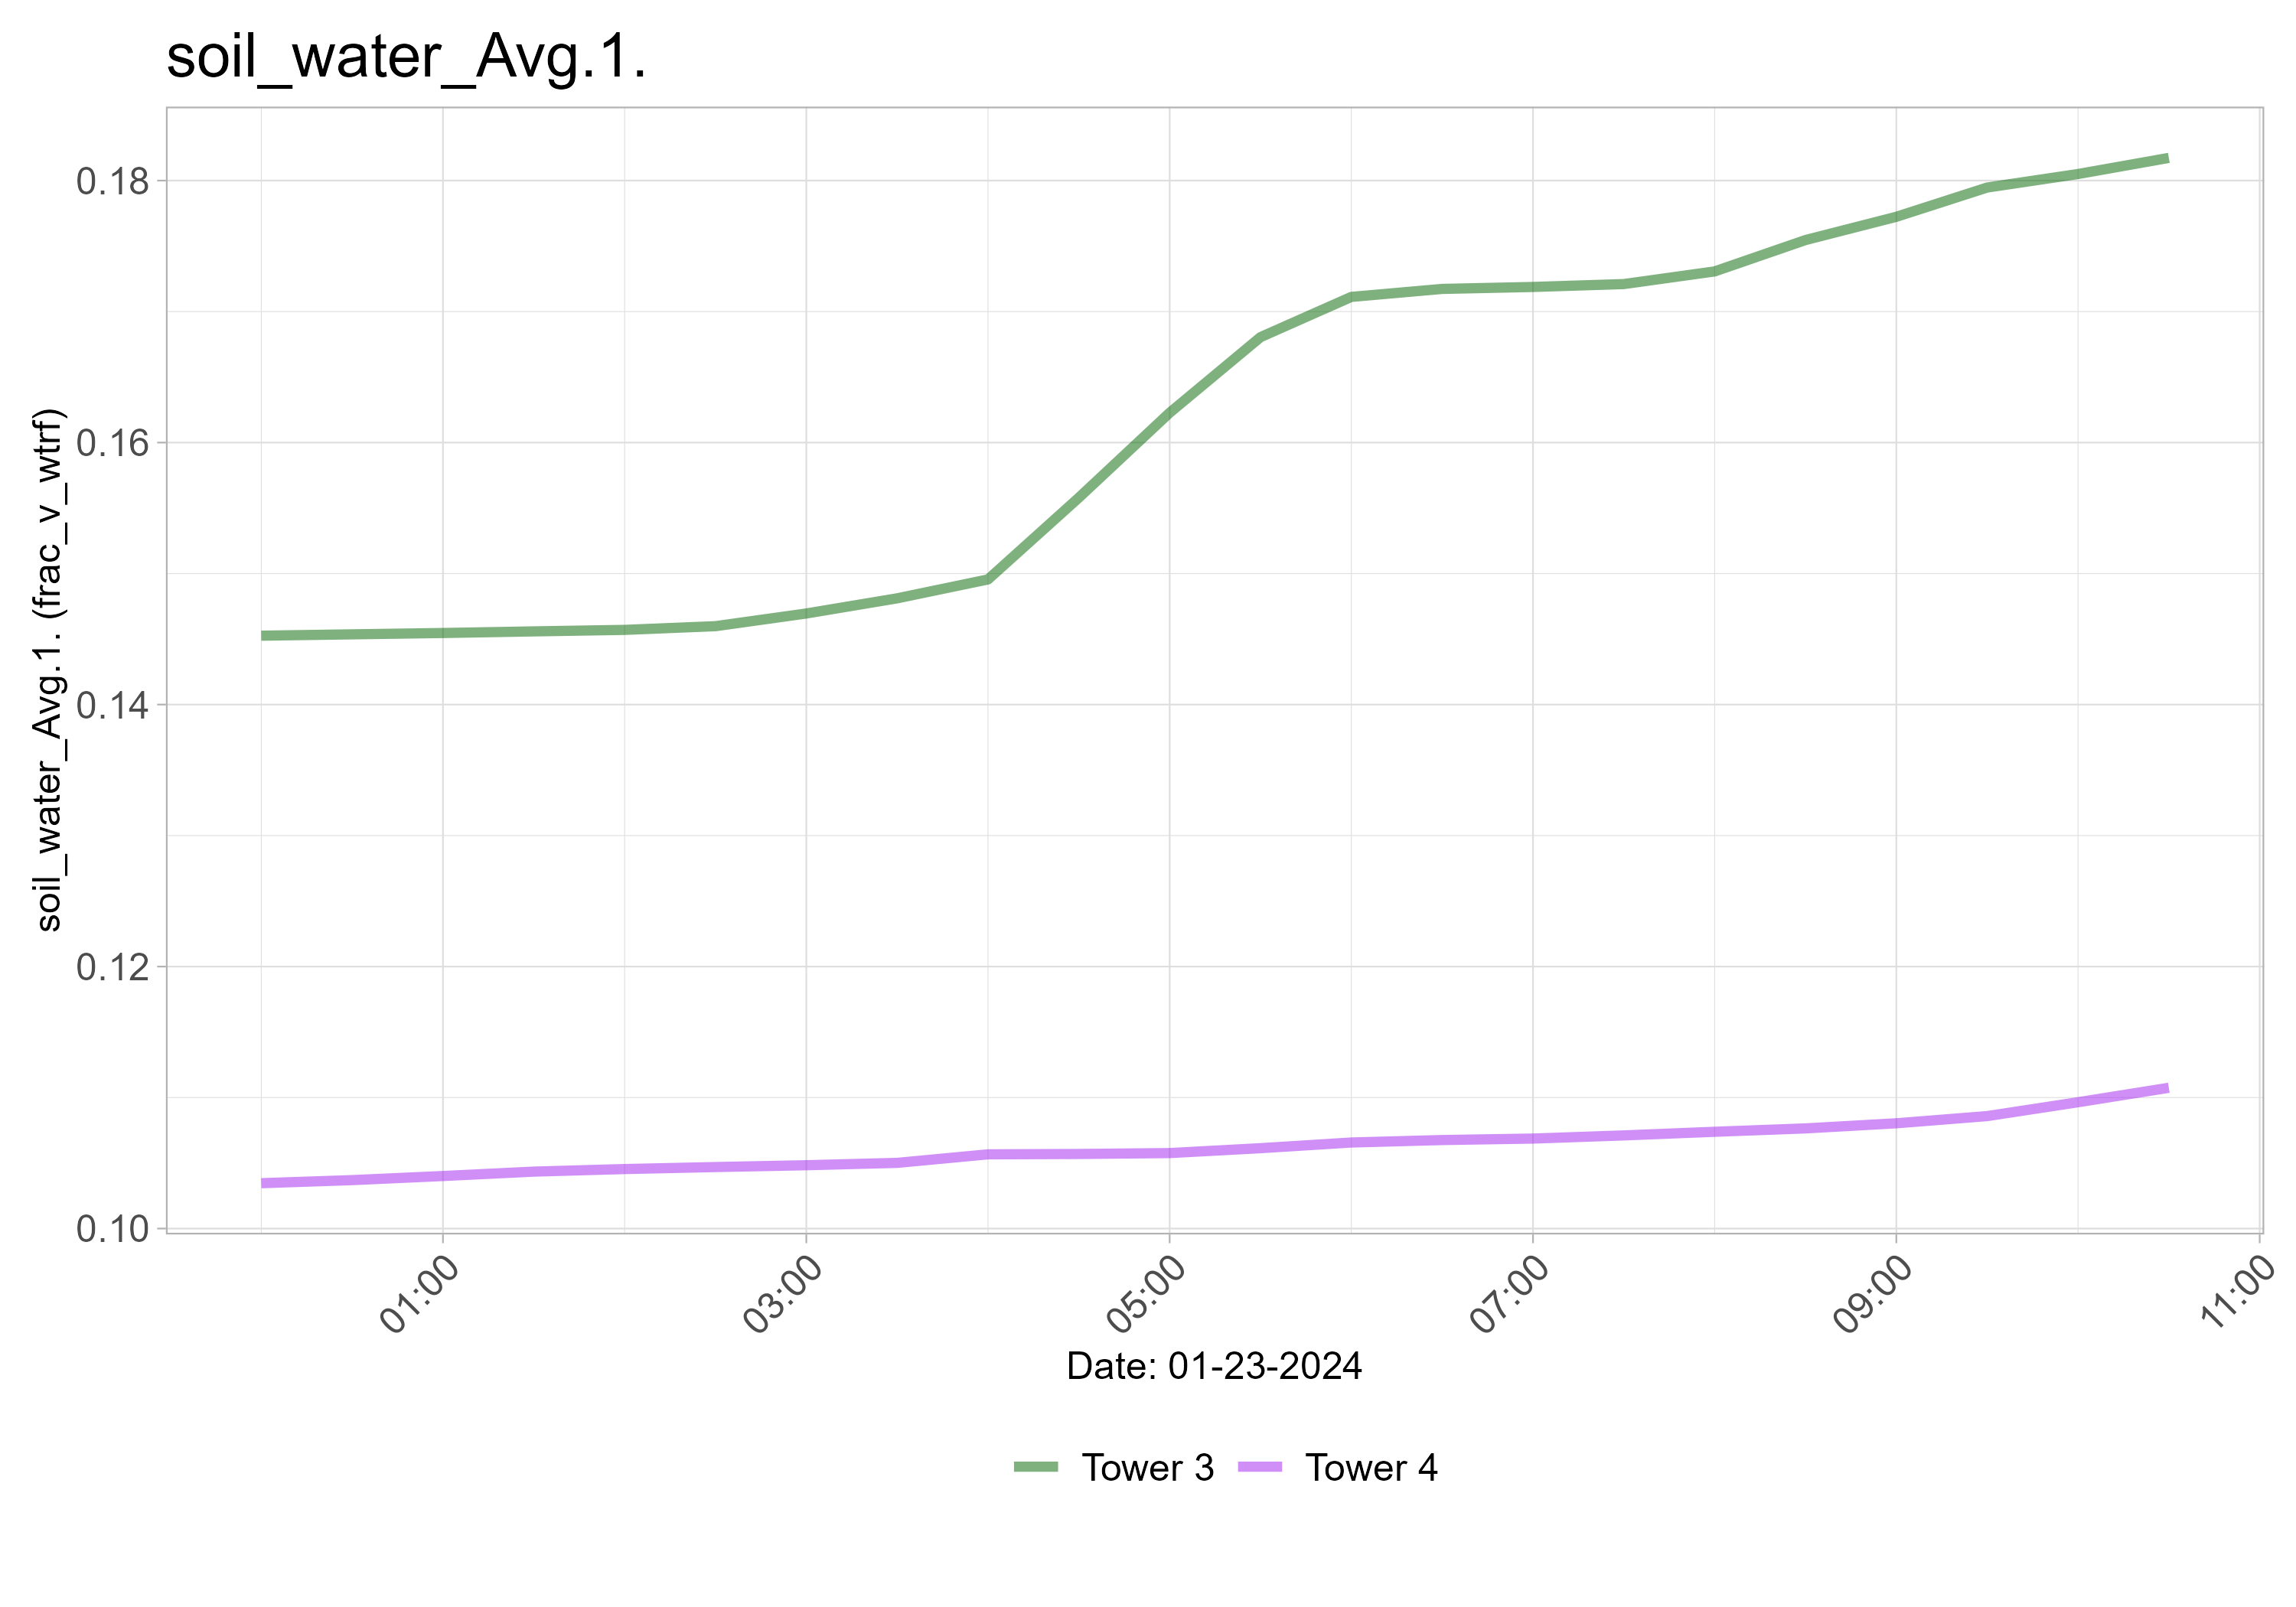 soil_water_Avg.1.
soil_water_Avg.1. (frac_v_wtrf)
0.18
0.16
0.14
0.12
0.10
01:00 03:00 05:00 07:00 09:00 11:00
Date: 01-23-2024
Tower 3 Tower 4